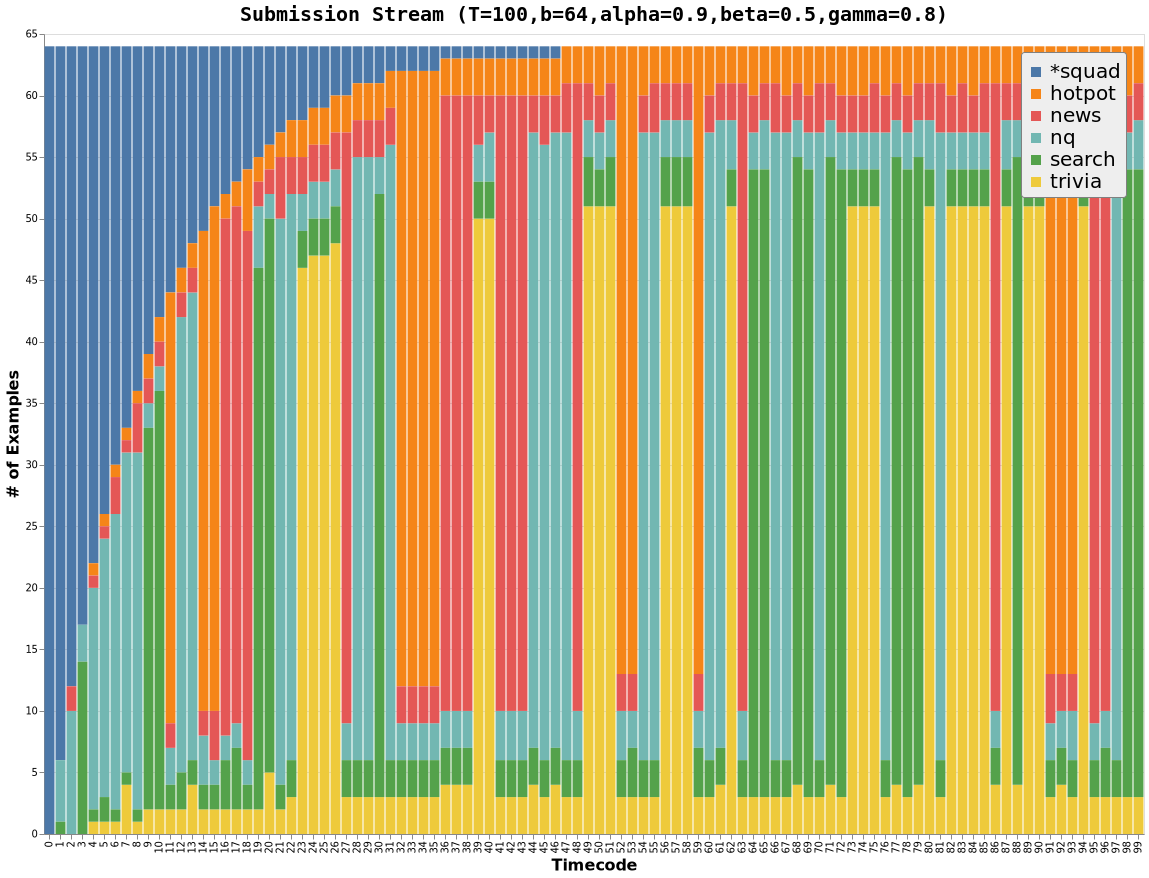 Submission Stream (T=100,b=64,alpha=0.9,beta=0.5,gamma=0.8)
# of Examples
65
60
55
50
45
40
35
30
25
20
15
10
5
0
*squad
hotpot
news
nq
search
trivia
0 1 2 3 4 5 6 7 8 9 10 11 12 13 14 15 16 17 18 19 20 21 22 23 24 25 26 27 28 29 30 31 32 33 34 35 36 37 38 39 40 41 42 43 44 45 46 47 48 49 50 51 52 53 54 55 56 57 58 59 60 61 62 63 64 65 66 67 68 69 70 71 72 73 74 75 76 77 78 79 80 81 82 83 84 85 86 87 88 89 90 91 92 93 94 95 96 97 98 99
Timecode